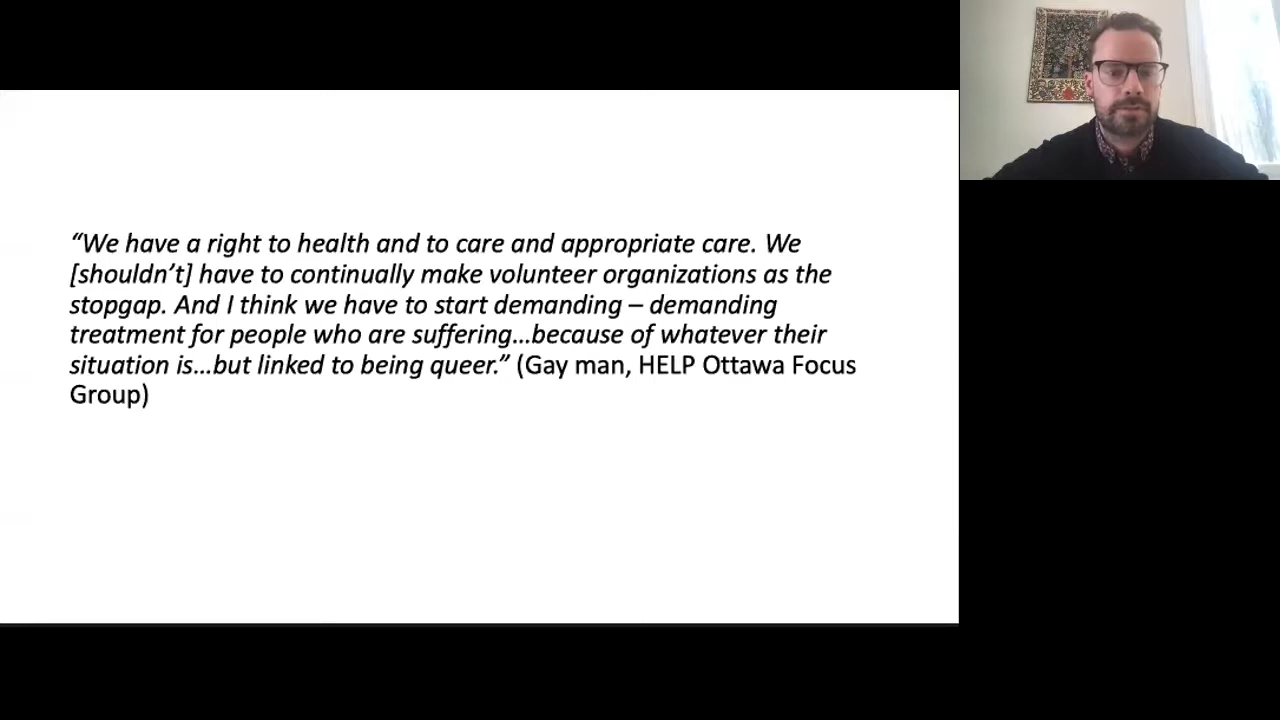 “We have a right to health and to care and appropriate care. We
[shouldn’t] have to continually make volunteer organizations as the
stopgap. And I think we have to start demanding – demanding
treatment for people who are suffering…because of whatever their
situation is…but linked to being queer.” (Gay man, HELP Ottawa Focus
Group)